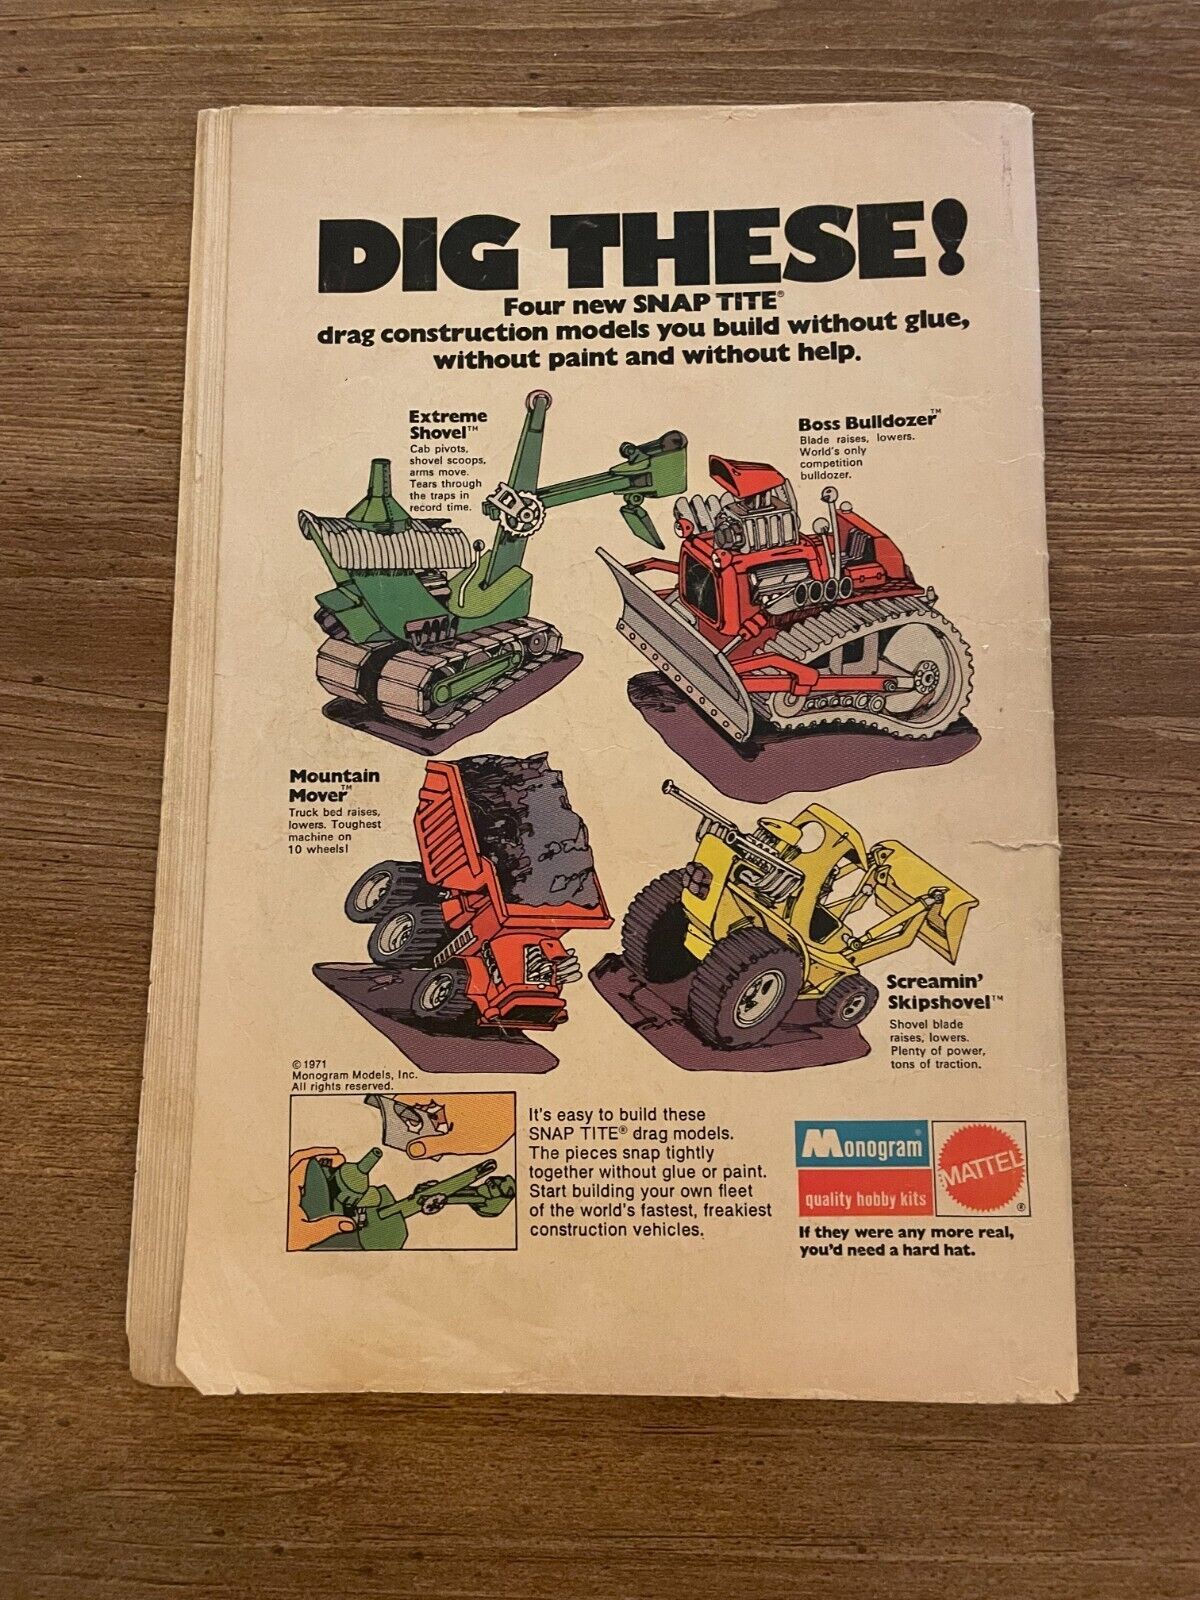 DIG THESE!
Four new SNAP TITE®
drag construction models you build without glue,
without paint and without help.
Extreme
Shovel™
Cab pivots,
shovel scoops,
arms move.
Tears through
the traps in
record time.
Boss Bulldozer™
Blade raises, lowers.
World's only
competition
bulldozer.
Mountain
Mover™
Truck bed raises,
lowers. Toughest
machine on
10 wheels!
Screamin'
Skipshovel™
Shovel blade
raises, lowers.
Plenty of power,
tons of traction.
© 1971
Monogram Models, Inc.
All rights reserved.
It's easy to build these
SNAP TITE® drag models.
The pieces snap tightly
together without glue or paint.
Start building your own fleet
of the world's fastest, freakiest
construction vehicles.
Monogram®
quality hobby kits
MATTEL
®
If they were any more real,
you'd need a hard hat.